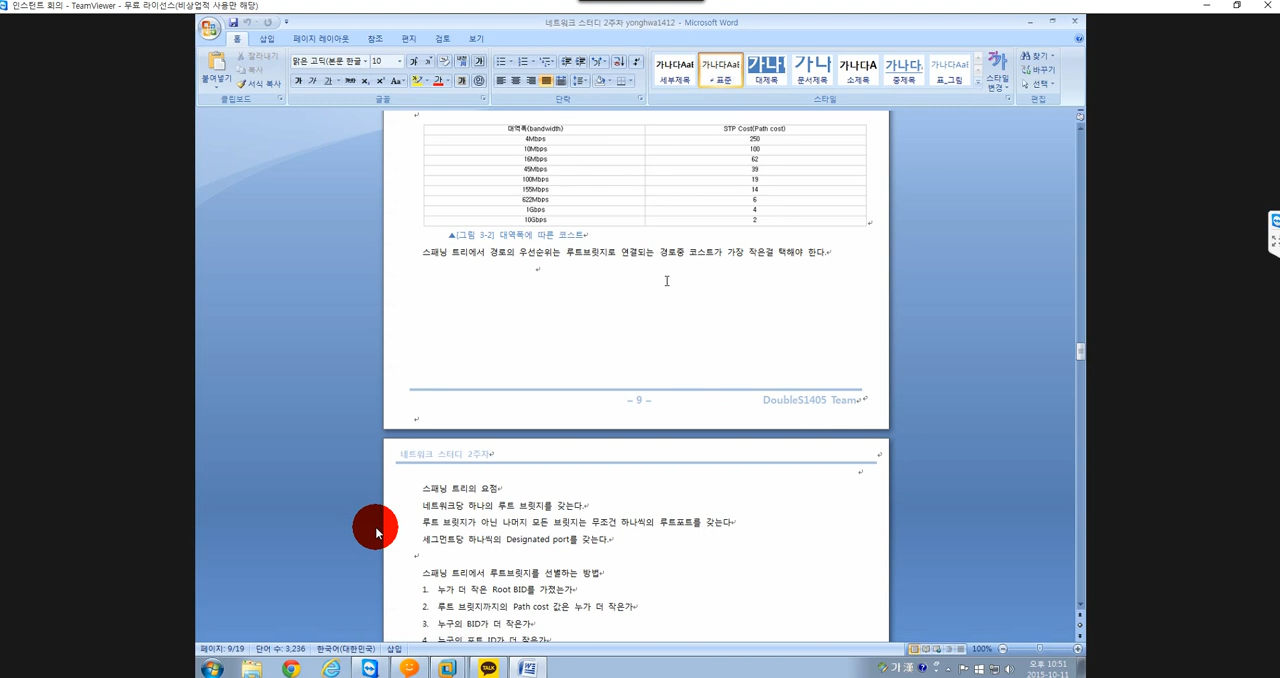 인스턴트 회의 - TeamViewer - 무료 라이선스(비상업적 사용만 해당)
네트워크 스터디 2주차 yonghwa1412 - Microsoft Word
홈 삽입 페이지 레이아웃 참조 편지 검토 보기
붙여넣기
잘라내기
복사
서식 복사
클립보드
맑은 고딕(본문 한글 10
글꼴
단락
가나다AaB 세부제목
가나다AaB 표준
가나 대제목
가나 문서제목
가나다A 소제목
가나다. 중제목
가나다AaE 표_그림
스타일 변경
스타일
찾기
바꾸기
선택
편집
대역폭(bandwidth) STP Cost(Path cost)
4Mbps 250
10Mbps 100
16Mbps 62
45Mbps 39
100Mbps 19
155Mbps 14
622Mbps 6
1Gbps 4
10Gbps 2
▲[그림 3-2] 대역폭에 따른 코스트
스패닝 트리에서 경로의 우선순위는 루트브릿지로 연결되는 경로중 코스트가 가장 작은걸 택해야 한다.
~ 9 ~ DoubleS1405 Team
네트워크 스터디 2주차
스패닝 트리의 요점
네트워크당 하나의 루트 브릿지를 갖는다.
루트 브릿지가 아닌 나머지 모든 브릿지는 무조건 하나씩의 루트포트를 갖는다
세그먼트당 하나씩의 Designated port를 갖는다.
스패닝 트리에서 루트브릿지를 선별하는 방법
1. 누가 더 작은 Root BID를 가졌는가
2. 루트 브릿지까지의 Path cost 값은 누가 더 작은가
3. 누구의 BID가 더 작은가
4. 누구의 포트 ID가 더 작은가
페이지: 9/19 단어 수: 3,236 한국어(대한민국) 삽입 100%
TALK
가 漢
오후 10:51
2015-10-11